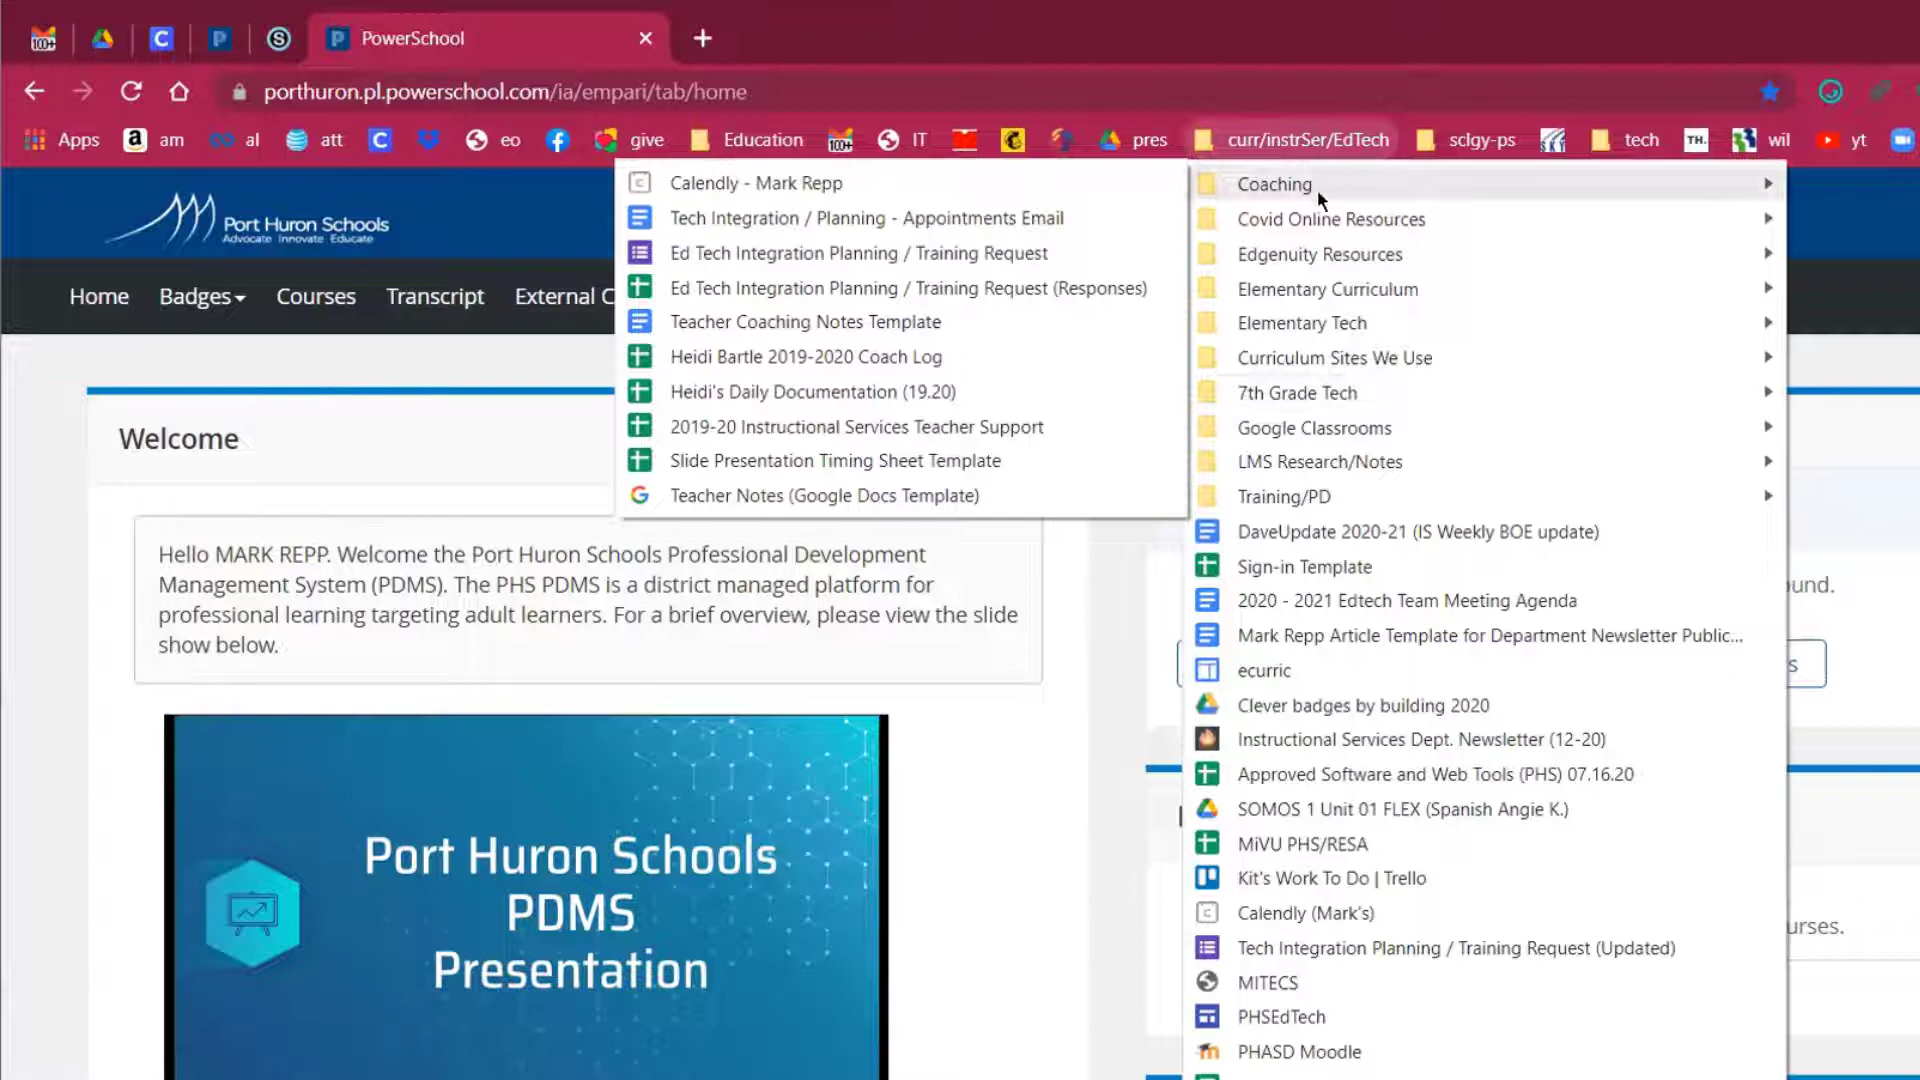 PowerSchool
porthuron.pl.powerschool.com/ia/empari/tab/home
Apps am al att eo give Education 100+ IT pres curr/instrSer/EdTech sclgy-ps tech TH. wil yt
Port Huron Schools
Advocate Innovate Educate
Home Badges Courses Transcript External C
Calendly - Mark Repp
Tech Integration / Planning - Appointments Email
Ed Tech Integration Planning / Training Request
Ed Tech Integration Planning / Training Request (Responses)
Teacher Coaching Notes Template
Heidi Bartle 2019-2020 Coach Log
Heidi's Daily Documentation (19.20)
2019-20 Instructional Services Teacher Support
Slide Presentation Timing Sheet Template
Teacher Notes (Google Docs Template)
Coaching
Covid Online Resources
Edgenuity Resources
Elementary Curriculum
Elementary Tech
Curriculum Sites We Use
7th Grade Tech
Google Classrooms
LMS Research/Notes
Training/PD
DaveUpdate 2020-21 (IS Weekly BOE update)
Sign-in Template
2020 - 2021 Edtech Team Meeting Agenda
Mark Repp Article Template for Department Newsletter Public...
ecurric
Clever badges by building 2020
Instructional Services Dept. Newsletter (12-20)
Approved Software and Web Tools (PHS) 07.16.20
SOMOS 1 Unit 01 FLEX (Spanish Angie K.)
MiVU PHS/RESA
Kit's Work To Do | Trello
Calendly (Mark's)
Tech Integration Planning / Training Request (Updated)
MITECS
PHSEdTech
PHASD Moodle
Welcome
Hello MARK REPP. Welcome the Port Huron Schools Professional Development
Management System (PDMS). The PHS PDMS is a district managed platform for
professional learning targeting adult learners. For a brief overview, please view the slide
show below.
Port Huron Schools
PDMS
Presentation
und.
s
urses.